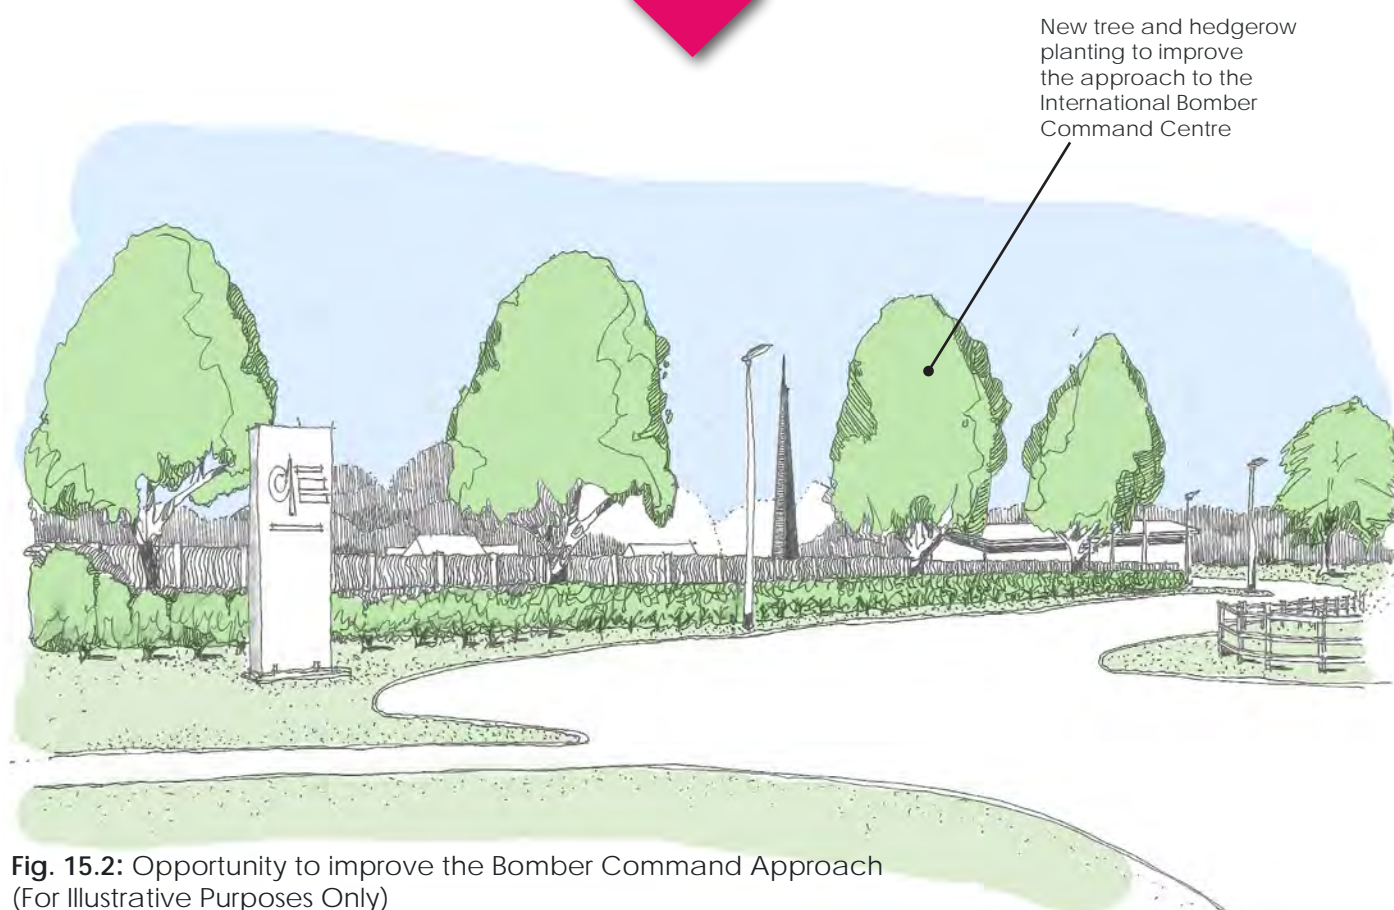 New tree and hedgerow
planting to improve
the approach to the
International Bomber
Command Centre
Fig. 15.2: Opportunity to improve the Bomber Command Approach
(For Illustrative Purposes Only)